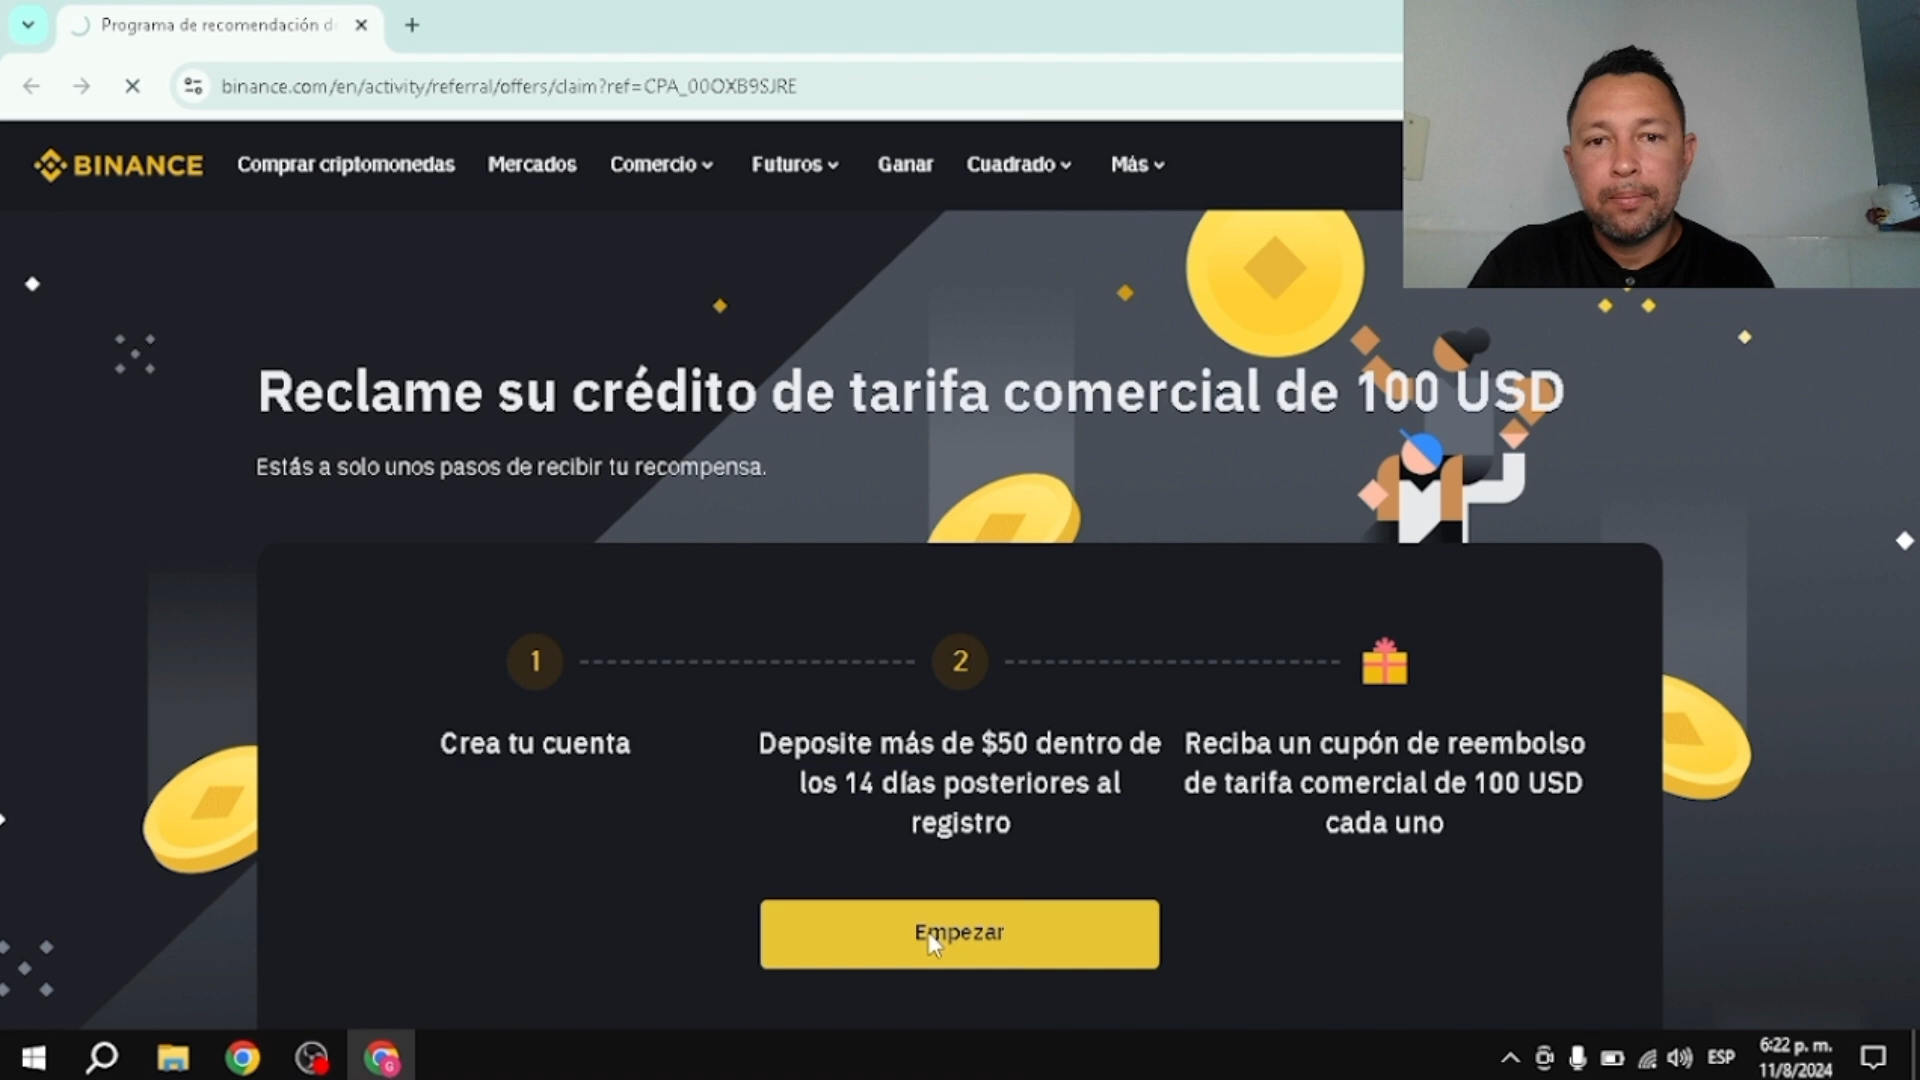 Programa de recomendación d
binance.com/en/activity/referral/offers/claim?ref=CPA_00OXB9SJRE
BINANCE Comprar criptomonedas Mercados Comercio Futuros Ganar Cuadrado Más
Reclame su crédito de tarifa comercial de 100 USD
Estás a solo unos pasos de recibir tu recompensa.
1 2
Crea tu cuenta
Deposite más de $50 dentro de
los 14 días posteriores al
registro
Reciba un cupón de reembolso
de tarifa comercial de 100 USD
cada uno
Empezar
G
ESP
6:22 p. m.
11/8/2024